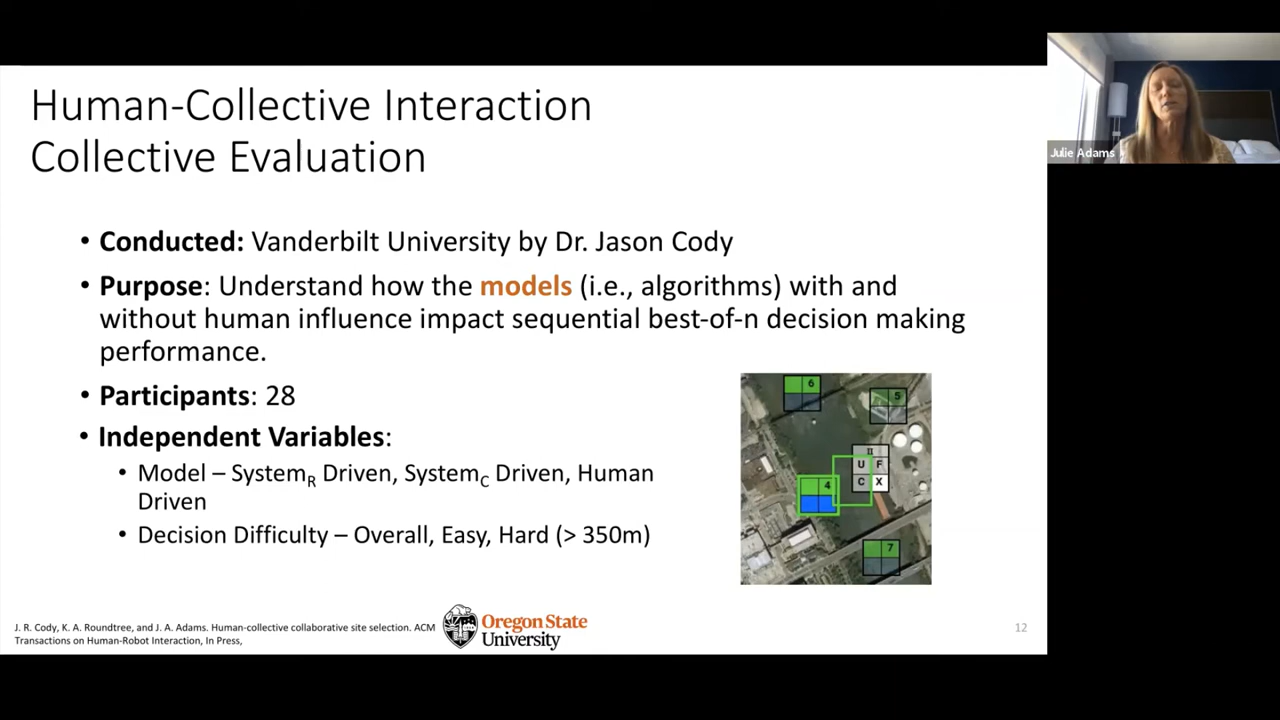 Human-Collective Interaction
Collective Evaluation
Julie Adams
• Conducted: Vanderbilt University by Dr. Jason Cody
• Purpose: Understand how the models (i.e., algorithms) with and
without human influence impact sequential best-of-n decision making
performance.
• Participants: 28
• Independent Variables:
• Model – SystemR Driven, SystemC Driven, Human
Driven
• Decision Difficulty – Overall, Easy, Hard (> 350m)
6
5
II
U F
4
C X
7
J. R. Cody, K. A. Roundtree, and J. A. Adams. Human-collective collaborative site selection. ACM
Transactions on Human-Robot Interaction, In Press,
Oregon State
University
12